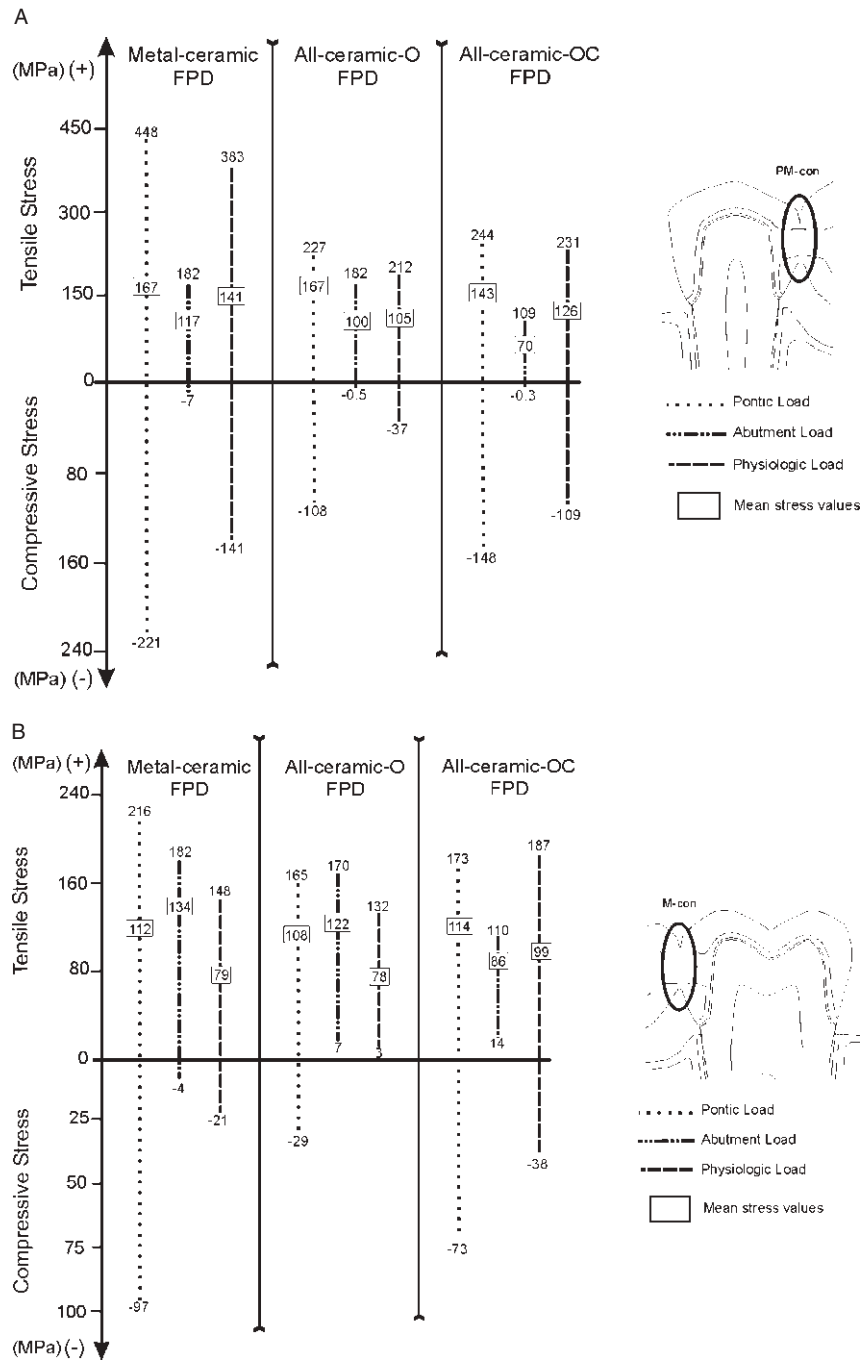 A
(MPa) (+)
Metal-ceramic
FPD
All-ceramic-O
FPD
All-ceramic-OC
FPD
Tensile Stress
450
300
150
0
448
167
182
117
-7
383
141
227
167
182
100
-0.5
212
105
-37
244
143
109
70
-0.3
231
126
Compressive Stress
80
160
240
-221
-141
-108
-148
-109
(MPa) (-)
PM-con
Pontic Load
Abutment Load
Physiologic Load
Mean stress values
B
(MPa) (+)
Metal-ceramic
FPD
All-ceramic-O
FPD
All-ceramic-OC
FPD
Tensile Stress
240
160
80
0
216
112
182
134
-4
148
79
-21
165
108
-29
170
122
7
132
78
3
173
114
-73
110
86
14
187
99
-38
Compressive Stress
25
50
75
100
-97
(MPa) (-)
M-con
Pontic Load
Abutment Load
Physiologic Load
Mean stress values